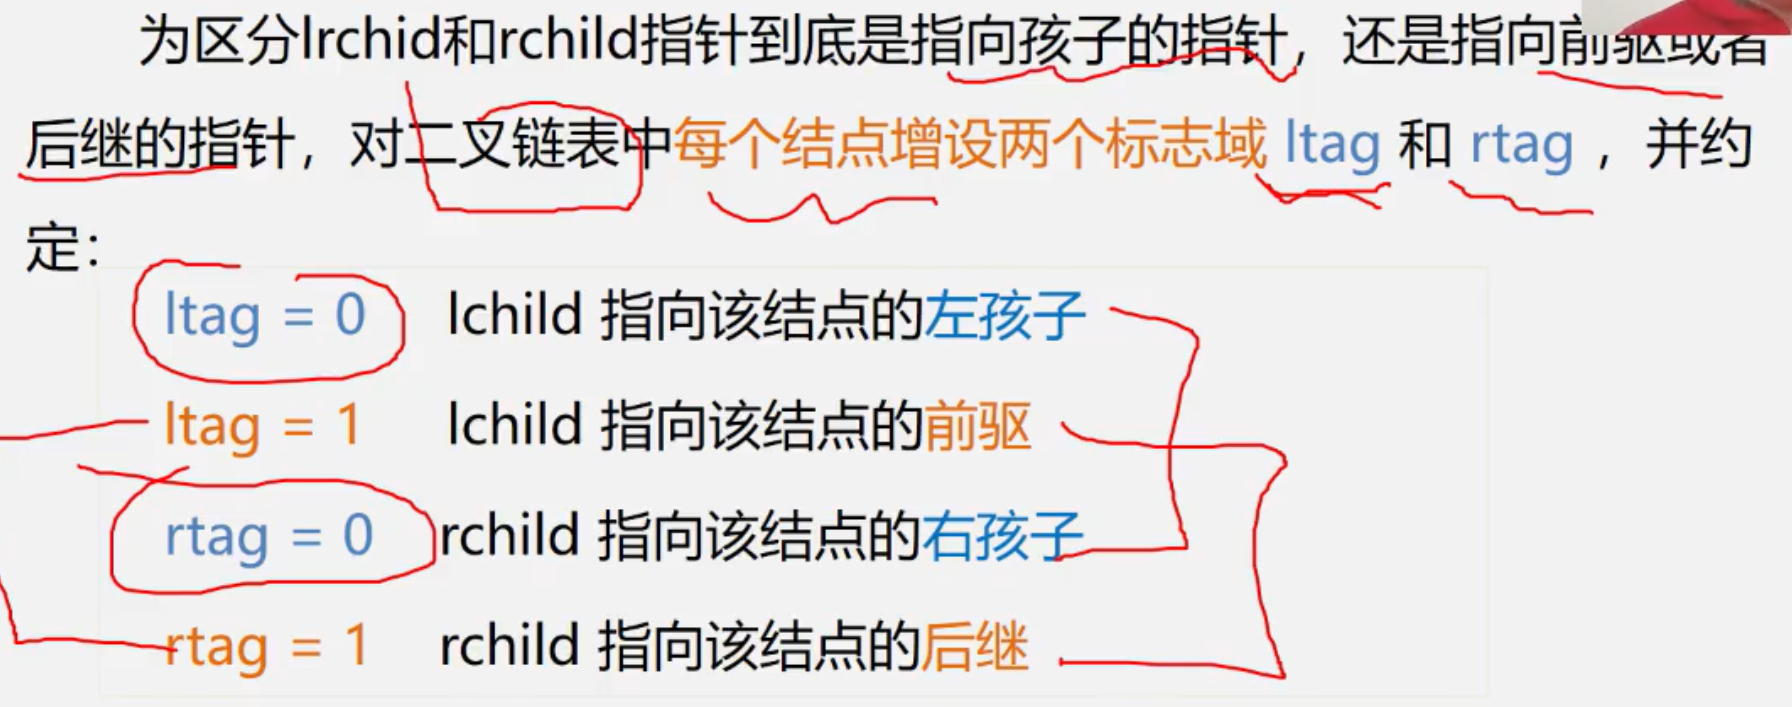 为区分lrchid和rchild指针到底是指向孩子的指针，还是指向前驱或者
后继的指针，对二叉链表中每个结点增设两个标志域 ltag 和 rtag ，并约
定：
ltag = 0 lchild 指向该结点的左孩子
ltag = 1 lchild 指向该结点的前驱
rtag = 0 rchild 指向该结点的右孩子
rtag = 1 rchild 指向该结点的后继